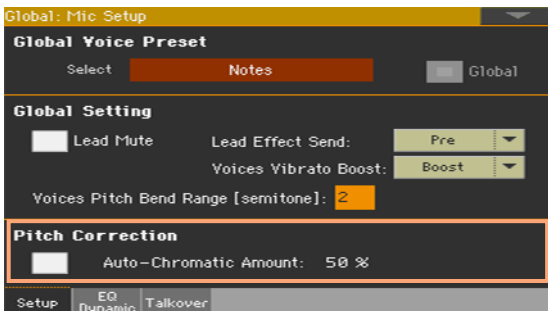 Global: Mic Setup
Global Voice Preset
Select Notes Global
Global Setting
Lead Mute Lead Effect Send: Pre
Voices Vibrato Boost: Boost
Voices Pitch Bend Range [semitone]: 2
Pitch Correction
Auto-Chromatic Amount: 50 %
Setup EQ Dynamic Talkover